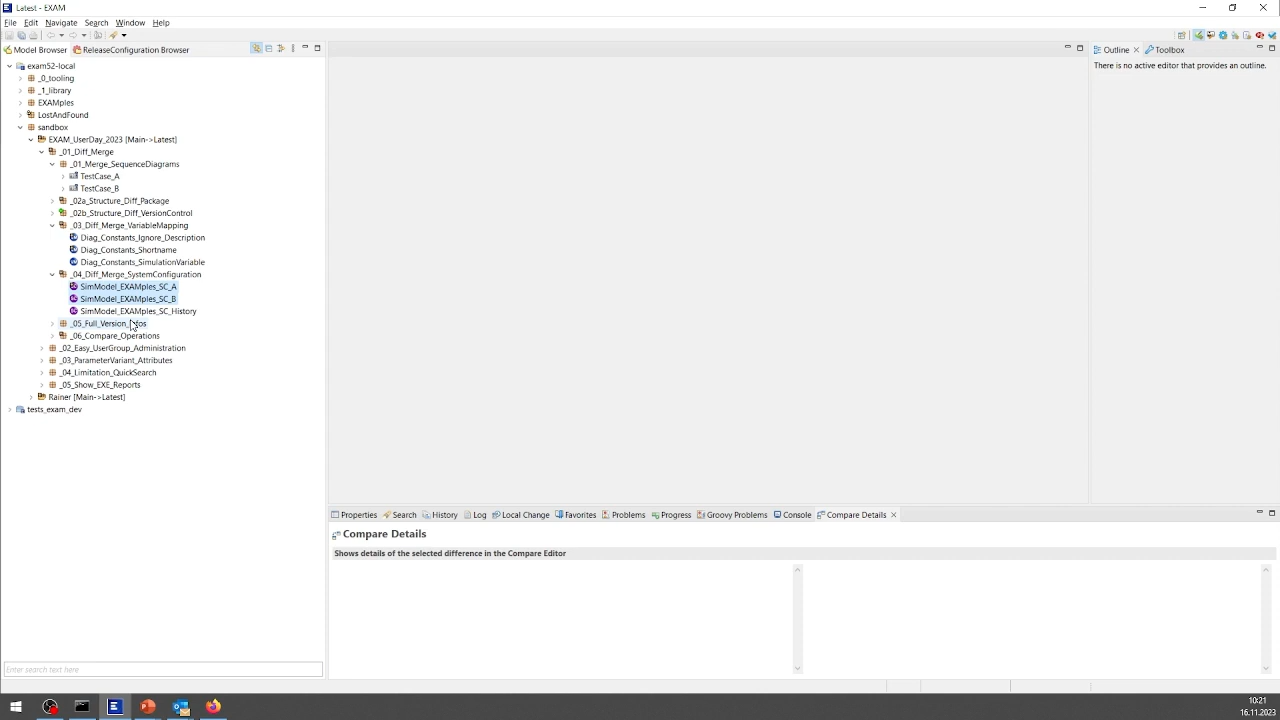 Latest - EXAM
File Edit Navigate Search Window Help
Model Browser ReleaseConfiguration Browser
exam52-local
_0_tooling
_1_library
EXAMples
LostAndFound
sandbox
EXAM_UserDay_2023 [Main->Latest]
_01_Diff_Merge
_01_Merge_SequenceDiagrams
TestCase_A
TestCase_B
_02a_Structure_Diff_Package
_02b_Structure_Diff_VersionControl
_03_Diff_Merge_VariableMapping
Diag_Constants_Ignore_Description
Diag_Constants_Shortname
Diag_Constants_SimulationVariable
_04_Diff_Merge_SystemConfiguration
SimModel_EXAMples_SC_A
SimModel_EXAMples_SC_B
SimModel_EXAMples_SC_History
_05_Full_Version_Infos
_06_Compare_Operations
_02_Easy_UserGroup_Administration
_03_ParameterVariant_Attributes
_04_Limitation_QuickSearch
_05_Show_EXE_Reports
Rainer [Main->Latest]
tests_exam_dev
Enter search text here
Outline Toolbox
There is no active editor that provides an outline.
Properties Search History Log Local Change Favorites Problems Progress Groovy Problems Console Compare Details
Compare Details
Shows details of the selected difference in the Compare Editor
10:21
16.11.2023